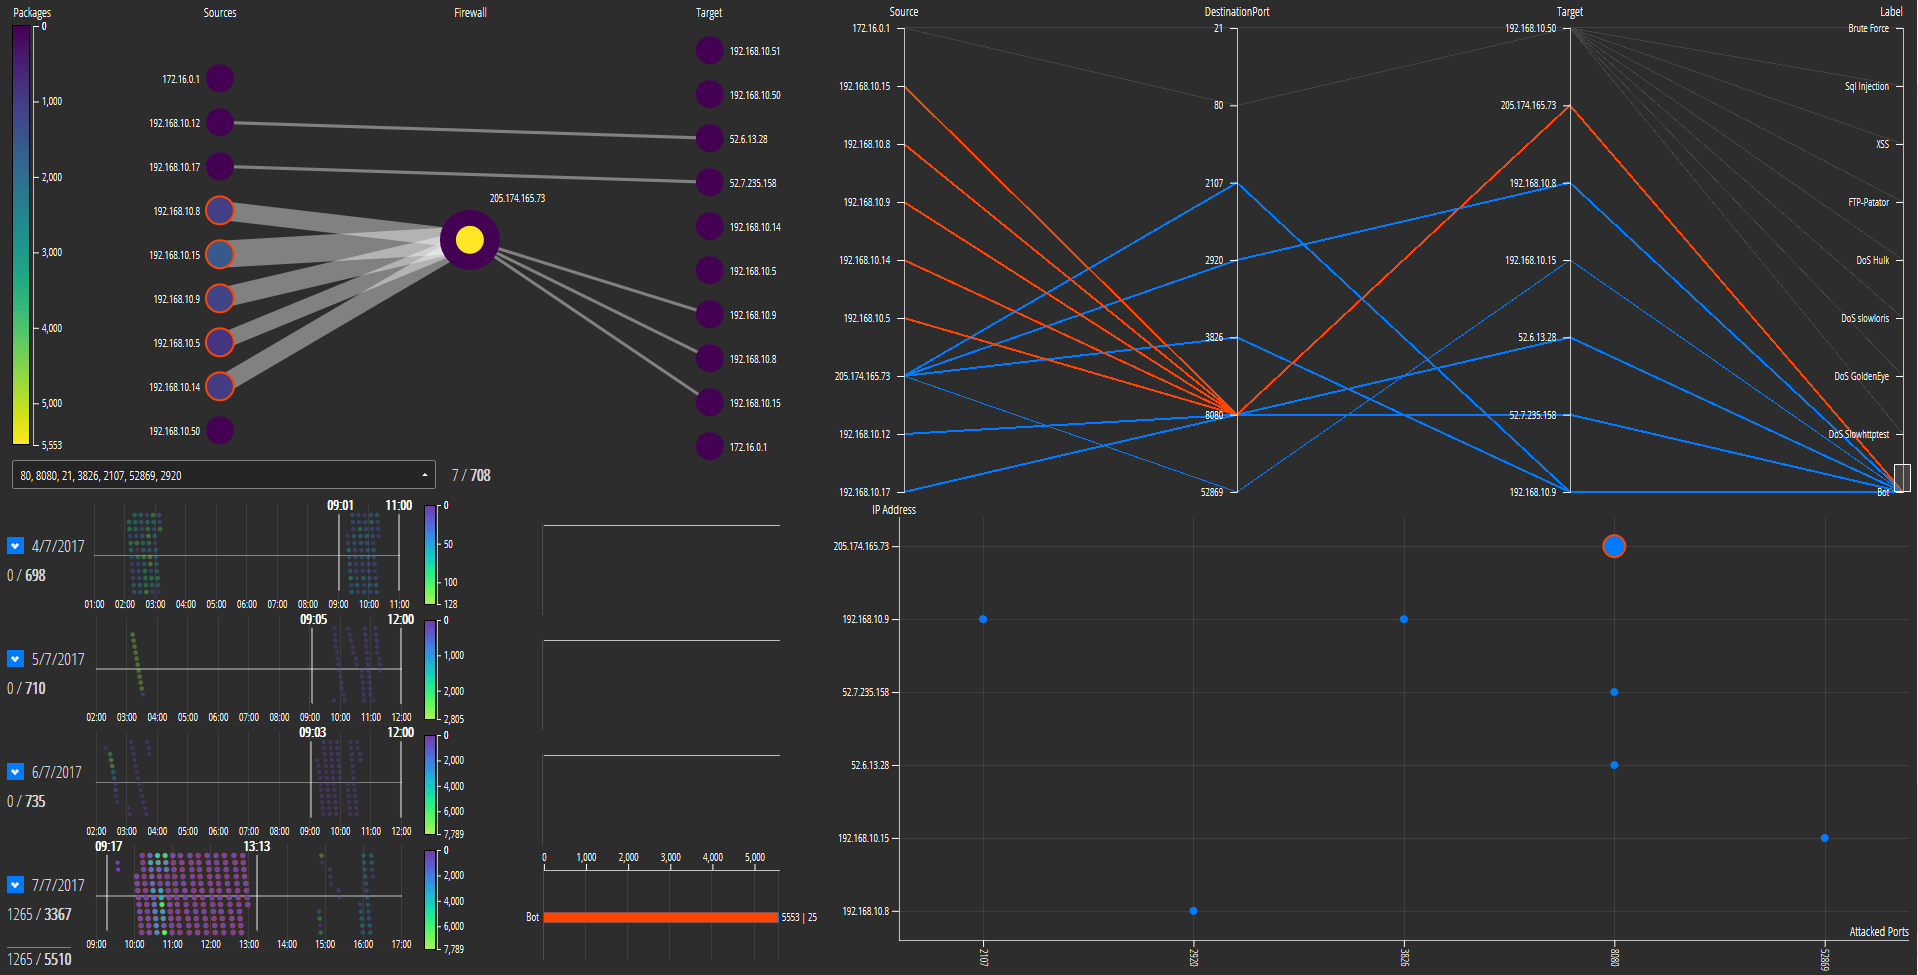 Packages
Sources
Firewall
Target
0
1,000
2,000
3,000
4,000
5,000
5,553
172.16.0.1
192.168.10.12
192.168.10.17
192.168.10.8
192.168.10.15
192.168.10.9
192.168.10.5
192.168.10.14
192.168.10.50
205.174.165.73
192.168.10.51
192.168.10.50
52.6.13.28
52.7.235.158
192.168.10.14
192.168.10.5
192.168.10.9
192.168.10.8
192.168.10.15
172.16.0.1
80, 8080, 21, 3826, 2107, 52869, 2920
7 / 708
Source
DestinationPort
Target
Label
172.16.0.1
192.168.10.15
192.168.10.8
192.168.10.9
192.168.10.14
192.168.10.5
205.174.165.73
192.168.10.12
192.168.10.17
21
80
2107
2920
3826
8080
52869
192.168.10.50
205.174.165.73
192.168.10.8
192.168.10.15
52.6.13.28
52.7.235.158
192.168.10.9
Brute Force
Sql Injection
XSS
FTP-Patator
DoS Hulk
DoS slowloris
DoS GoldenEye
DoS Slowhttptest
Bot
4/7/2017
0 / 698
09:01
11:00
01:00 02:00 03:00 04:00 05:00 06:00 07:00 08:00 09:00 10:00 11:00
0
50
100
128
5/7/2017
0 / 710
09:05
12:00
02:00 03:00 04:00 05:00 06:00 07:00 08:00 09:00 10:00 11:00 12:00
0
1,000
2,000
2,805
6/7/2017
0 / 735
09:03
12:00
02:00 03:00 04:00 05:00 06:00 07:00 08:00 09:00 10:00 11:00 12:00
0
2,000
4,000
6,000
7,789
7/7/2017
1265 / 3367
09:17
13:13
09:00 10:00 11:00 12:00 13:00 14:00 15:00 16:00 17:00
0
2,000
4,000
6,000
7,789
1265 / 5510
0 1,000 2,000 3,000 4,000 5,000
Bot
5553 | 25
IP Address
205.174.165.73
192.168.10.9
52.7.235.158
52.6.13.28
192.168.10.15
192.168.10.8
Attacked Ports
2107
2920
3826
8080
52869